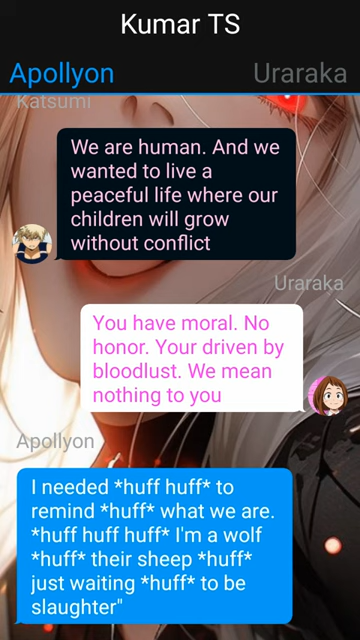 Kumar TS
Apollyon
Uraraka
Katsumi
We are human. And we
wanted to live a
peaceful life where our
children will grow
without conflict
Uraraka
You have moral. No
honor. Your driven by
bloodlust. We mean
nothing to you
Apollyon
I needed *huff huff* to
remind *huff* what we are.
*huff huff huff* I'm a wolf
*huff* their sheep *huff*
just waiting *huff* to be
slaughter"